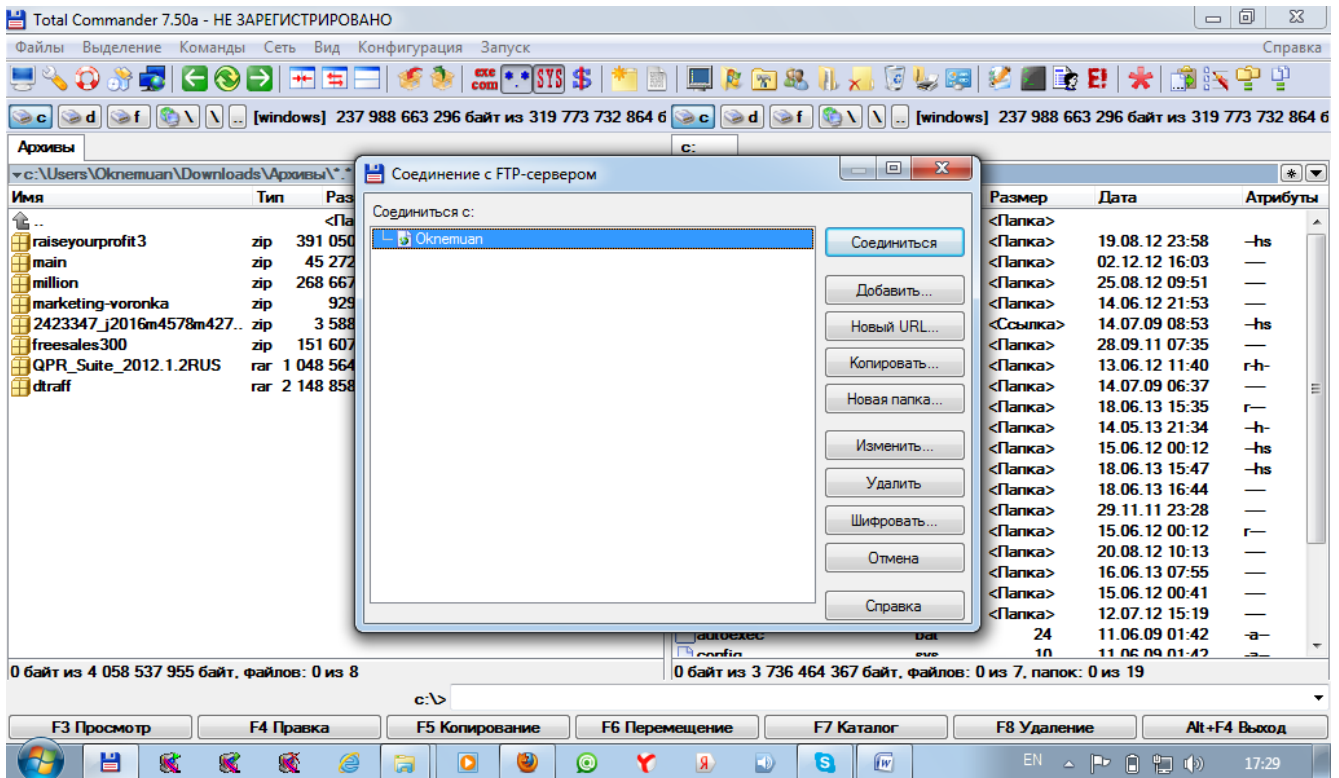 Total Commander 7.50a - НЕ ЗАРЕГИСТРИРОВАНО
Файлы Выделение Команды Сеть Вид Конфигурация Запуск Справка
exe com *.* SYS $ E!
c d f \ \ .. [windows] 237 988 663 296 байт из 319 773 732 864 б c d f \ \ .. [windows] 237 988 663 296 байт из 319 773 732 864 б
Архивы c:
c:\Users\Oknemuan\Downloads\Архивы\*.* *
Имя Тип Раз
..  <Па
raiseyourprofit3 zip 391 050
main zip 45 272
million zip 268 667
marketing-voronka zip 929
2423347_j2016m4578m427.. zip 3 588
freesales300 zip 151 607
QPR_Suite_2012.1.2RUS rar 1 048 564
dtraff rar 2 148 858
Соединение с FTP-сервером
Соединиться с:
Oknemuan
Соединиться
Добавить...
Новый URL...
Копировать...
Новая папка...
Изменить...
Удалить
Шифровать...
Отмена
Справка
Размер Дата Атрибуты
<Папка>
<Папка> 19.08.12 23:58 –hs
<Папка> 02.12.12 16:03 —
<Папка> 25.08.12 09:51 —
<Папка> 14.06.12 21:53 —
<Ссылка> 14.07.09 08:53 –hs
<Папка> 28.09.11 07:35 —
<Папка> 13.06.12 11:40 r-h-
<Папка> 14.07.09 06:37 —
<Папка> 18.06.13 15:35 r—
<Папка> 14.05.13 21:34 –h-
<Папка> 15.06.12 00:12 –hs
<Папка> 18.06.13 15:47 –hs
<Папка> 18.06.13 16:44 —
<Папка> 29.11.11 23:28 —
<Папка> 15.06.12 00:12 r—
<Папка> 20.08.12 10:13 —
<Папка> 16.06.13 07:55 —
<Папка> 15.06.12 00:41 —
<Папка> 12.07.12 15:19 —
autoexec bat 24 11.06.09 01:42 -a–
config sys 10 11.06.09 01:42 -a–
0 байт из 4 058 537 955 байт, файлов: 0 из 8 0 байт из 3 736 464 367 байт, файлов: 0 из 7, папок: 0 из 19
c:\>
F3 Просмотр F4 Правка F5 Копирование F6 Перемещение F7 Каталог F8 Удаление Alt+F4 Выход
EN 17:29